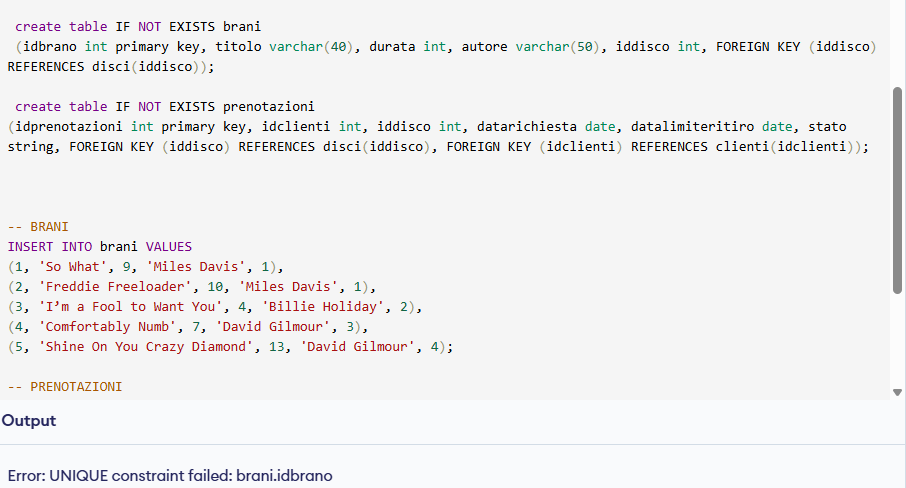 create table IF NOT EXISTS brani
(idbrano int primary key, titolo varchar(40), durata int, autore varchar(50), iddisco int, FOREIGN KEY (iddisco)
REFERENCES disci(iddisco));
create table IF NOT EXISTS prenotazioni
(idprenotazioni int primary key, idclienti int, iddisco int, datarichiesta date, datalimiteritiro date, stato
string, FOREIGN KEY (iddisco) REFERENCES disci(iddisco), FOREIGN KEY (idclienti) REFERENCES clienti(idclienti));
-- BRANI
INSERT INTO brani VALUES
(1, 'So What', 9, 'Miles Davis', 1),
(2, 'Freddie Freeloader', 10, 'Miles Davis', 1),
(3, 'I’m a Fool to Want You', 4, 'Billie Holiday', 2),
(4, 'Comfortably Numb', 7, 'David Gilmour', 3),
(5, 'Shine On You Crazy Diamond', 13, 'David Gilmour', 4);
-- PRENOTAZIONI
Output
Error: UNIQUE constraint failed: brani.idbrano